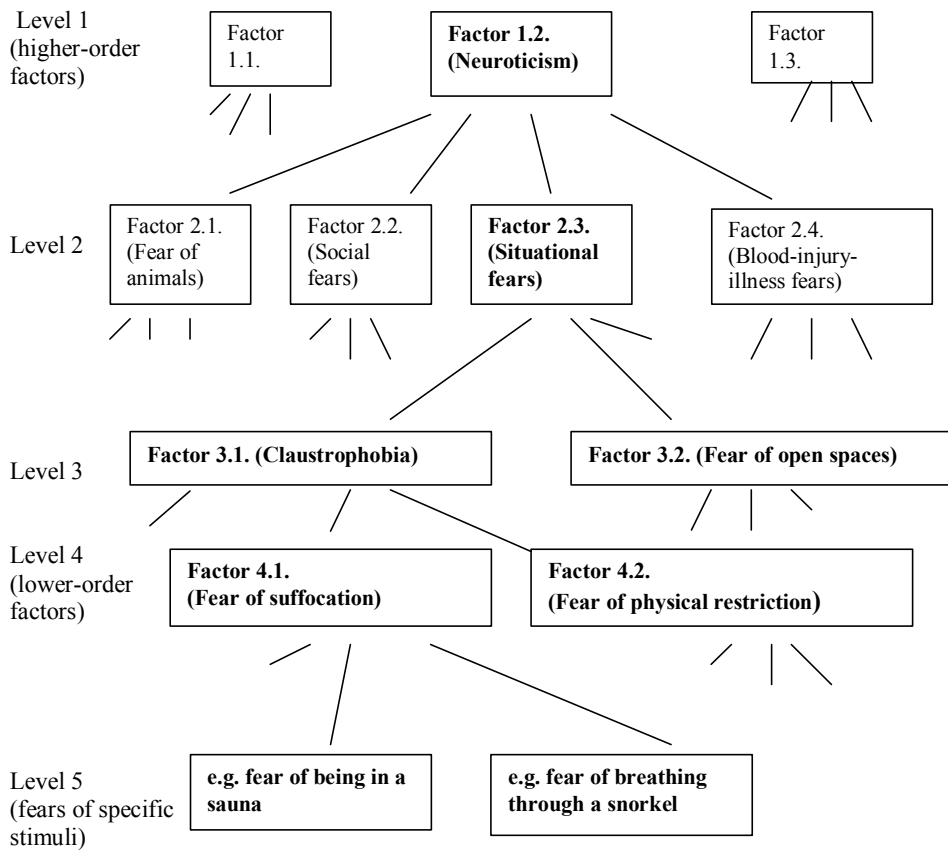 Level 1
(higher-order
factors)
Factor
1.1.
Factor 1.2.
(Neuroticism)
Factor
1.3.
Level 2
Factor 2.1.
(Fear of
animals)
Factor 2.2.
(Social
fears)
Factor 2.3.
(Situational
fears)
Factor 2.4.
(Blood-injury-
illness fears)
Level 3
Factor 3.1. (Claustrophobia)
Factor 3.2. (Fear of open spaces)
Level 4
(lower-order
factors)
Factor 4.1.
(Fear of suffocation)
Factor 4.2.
(Fear of physical restriction)
Level 5
(fears of specific
stimuli)
e.g. fear of being in a
sauna
e.g. fear of breathing
through a snorkel